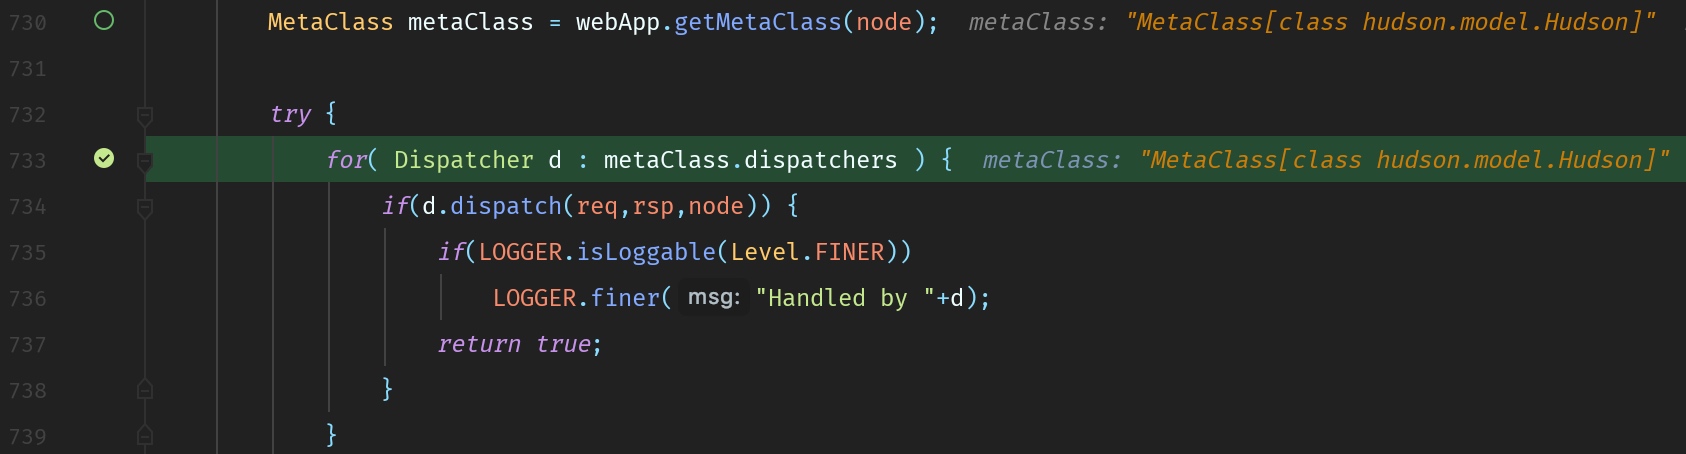 730 MetaClass metaClass = webApp.getMetaClass(node); metaClass: "MetaClass[class hudson.model.Hudson]"
731
732 try {
733 for( Dispatcher d : metaClass.dispatchers ) { metaClass: "MetaClass[class hudson.model.Hudson]"
734 if(d.dispatch(req,rsp,node)) {
735 if(LOGGER.isLoggable(Level.FINER))
736 LOGGER.finer( msg: "Handled by "+d);
737 return true;
738 }
739 }